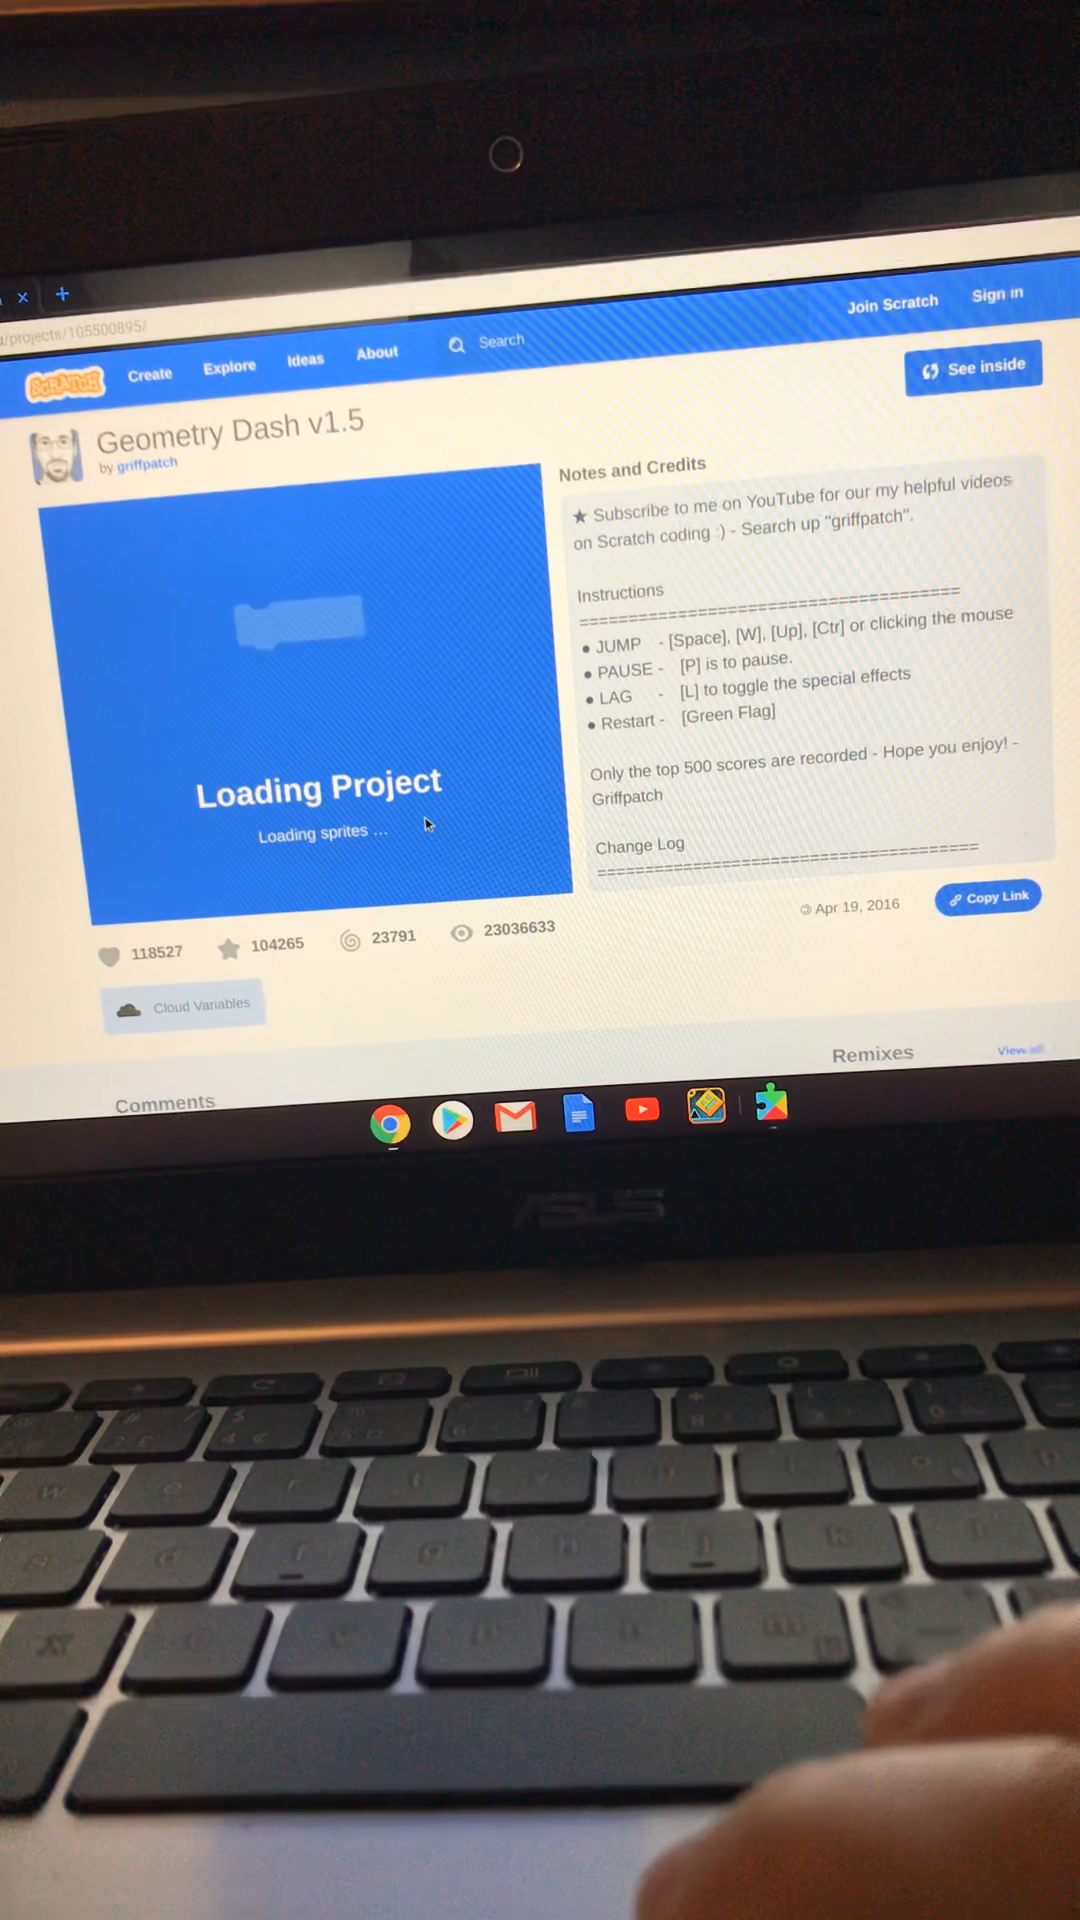 /projects/105500895/
SCRATCH
Create
Explore
Ideas
About
Search
Join Scratch
Sign in
See inside
Geometry Dash v1.5
by griffpatch
Loading Project
Loading sprites ...
Notes and Credits
★ Subscribe to me on YouTube for our my helpful videos
on Scratch coding :) - Search up "griffpatch".
Instructions
=======================================
● JUMP - [Space], [W], [Up], [Ctr] or clicking the mouse
● PAUSE - [P] is to pause.
● LAG - [L] to toggle the special effects
● Restart - [Green Flag]
Only the top 500 scores are recorded - Hope you enjoy! -
Griffpatch
Change Log
=======================================
118527
104265
23791
23036633
Apr 19, 2016
Copy Link
Cloud Variables
Comments
Remixes
View all
ASUS